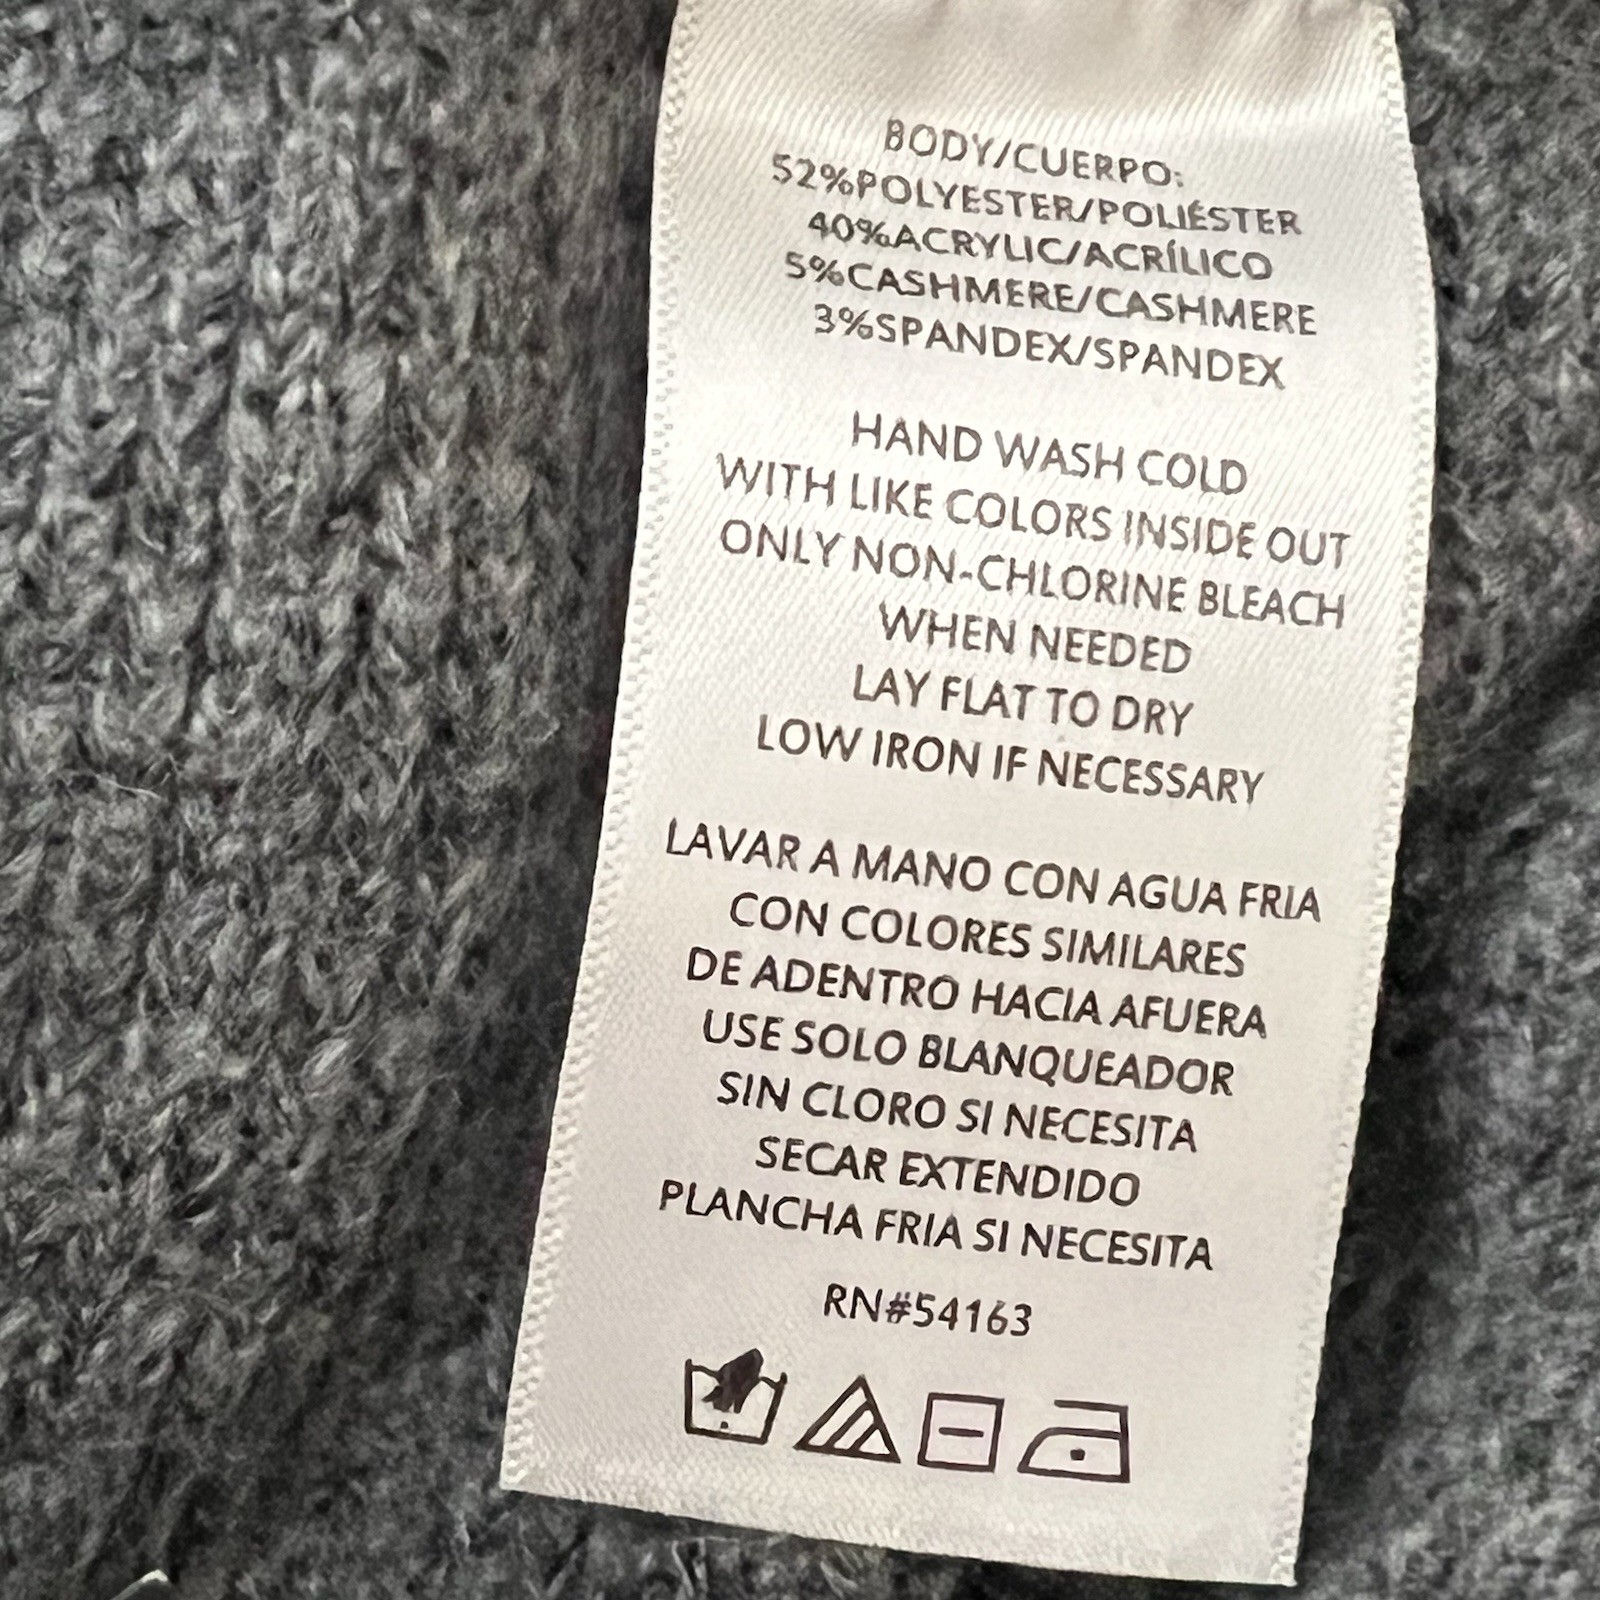 BODY/CUERPO:
52%POLYESTER/POLIÉSTER
40%ACRYLIC/ACRÍLICO
5%CASHMERE/CASHMERE
3%SPANDEX/SPANDEX
HAND WASH COLD
WITH LIKE COLORS INSIDE OUT
ONLY NON-CHLORINE BLEACH
WHEN NEEDED
LAY FLAT TO DRY
LOW IRON IF NECESSARY
LAVAR A MANO CON AGUA FRIA
CON COLORES SIMILARES
DE ADENTRO HACIA AFUERA
USE SOLO BLANQUEADOR
SIN CLORO SI NECESITA
SECAR EXTENDIDO
PLANCHA FRIA SI NECESITA
RN#54163